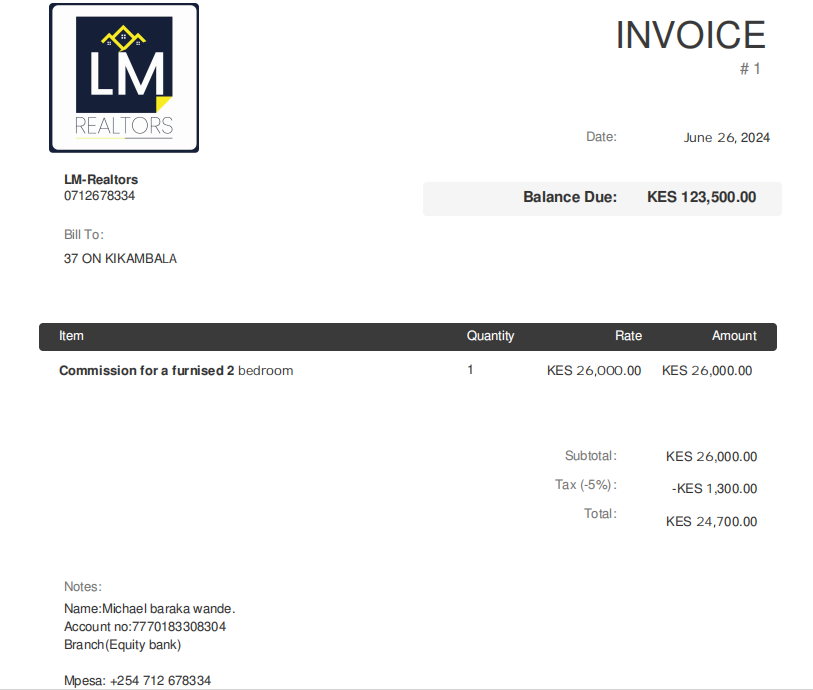 LM
REALTORS
INVOICE
# 1
Date: June 26, 2024
LM-Realtors
0712678334
Balance Due: KES 123,500.00
Bill To:
37 ON KIKAMBALA
Item Quantity Rate Amount
Commission for a furnised 2 bedroom 1 KES 26,000.00 KES 26,000.00
Subtotal: KES 26,000.00
Tax (-5%): -KES 1,300.00
Total: KES 24,700.00
Notes:
Name:Michael baraka wande.
Account no:7770183308304
Branch(Equity bank)
Mpesa: +254 712 678334